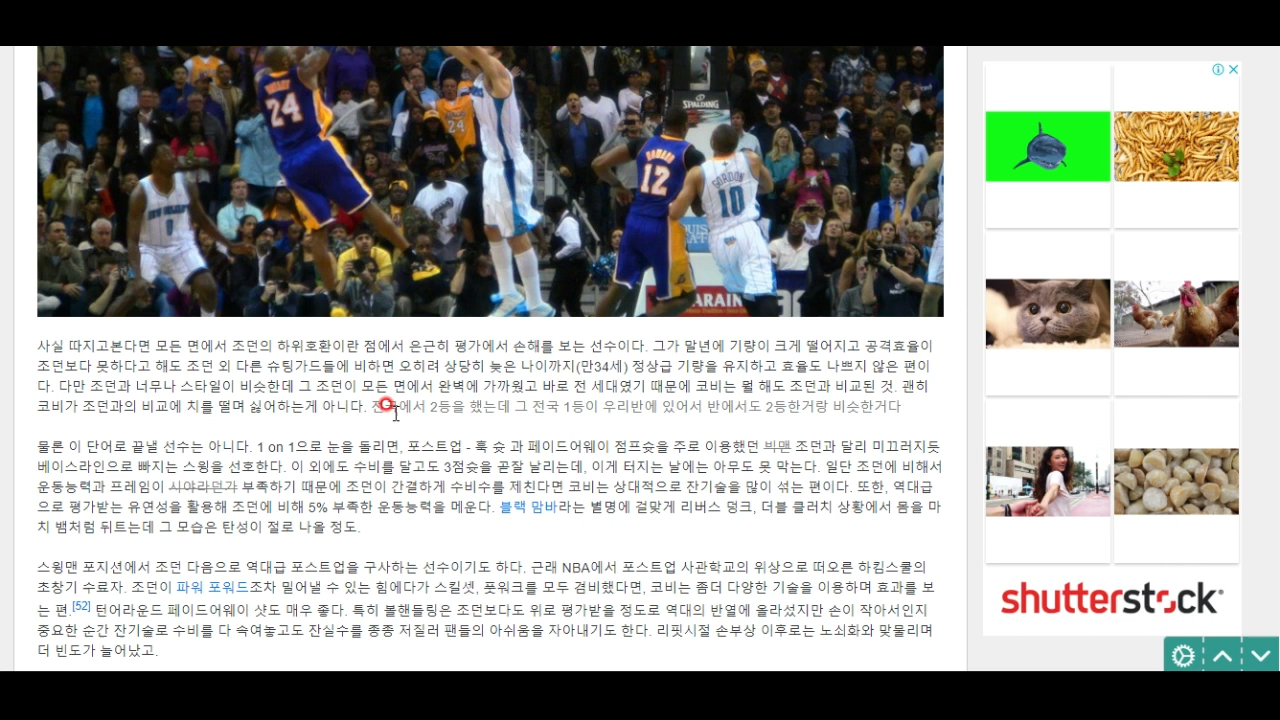 24
24
SPALDING
HOWARD
12
GORDON
10
사실 따지고본다면 모든 면에서 조던의 하위호환이란 점에서 은근히 평가에서 손해를 보는 선수이다. 그가 말년에 기량이 크게 떨어지고 공격효율이
조던보다 못하다고 해도 조던 외 다른 슈팅가드들에 비하면 오히려 상당히 늦은 나이까지(만34세) 정상급 기량을 유지하고 효율도 나쁘지 않은 편이
다. 다만 조던과 너무나 스타일이 비슷한데 그 조던이 모든 면에서 완벽에 가까웠고 바로 전 세대였기 때문에 코비는 뭘 해도 조던과 비교된 것. 괜히
코비가 조던과의 비교에 치를 떨며 싫어하는게 아니다. 전국에서 2등을 했는데 그 전국 1등이 우리반에 있어서 반에서도 2등한거랑 비슷한거다
물론 이 단어로 끝낼 선수는 아니다. 1 on 1으로 눈을 돌리면, 포스트업 - 훅 슛 과 페이드어웨이 점프슛을 주로 이용했던 빅맨 조던과 달리 미끄러지듯
베이스라인으로 빠지는 스윙을 선호한다. 이 외에도 수비를 달고도 3점슛을 곧잘 날리는데, 이게 터지는 날에는 아무도 못 막는다. 일단 조던에 비해서
운동능력과 프레임이 시야라던가 부족하기 때문에 조던이 간결하게 수비수를 제친다면 코비는 상대적으로 잔기술을 많이 섞는 편이다. 또한, 역대급
으로 평가받는 유연성을 활용해 조던에 비해 5% 부족한 운동능력을 메운다. 블랙 맘바라는 별명에 걸맞게 리버스 덩크, 더블 클러치 상황에서 몸을 마
치 뱀처럼 뒤트는데 그 모습은 탄성이 절로 나올 정도.
스윙맨 포지션에서 조던 다음으로 역대급 포스트업을 구사하는 선수이기도 하다. 근래 NBA에서 포스트업 사관학교의 위상으로 떠오른 하킴스쿨의
초창기 수료자. 조던이 파워 포워드조차 밀어낼 수 있는 힘에다가 스킬셋, 풋워크를 모두 겸비했다면, 코비는 좀더 다양한 기술을 이용하며 효과를 보
는 편.[52] 턴어라운드 페이드어웨이 샷도 매우 좋다. 특히 볼핸들링은 조던보다도 위로 평가받을 정도로 역대의 반열에 올라섰지만 손이 작아서인지
중요한 순간 잔기술로 수비를 다 속여놓고도 잔실수를 종종 저질러 팬들의 아쉬움을 자아내기도 한다. 리핏시절 손부상 이후로는 노쇠화와 맞물리며
더 빈도가 늘어났고.
shutterstock